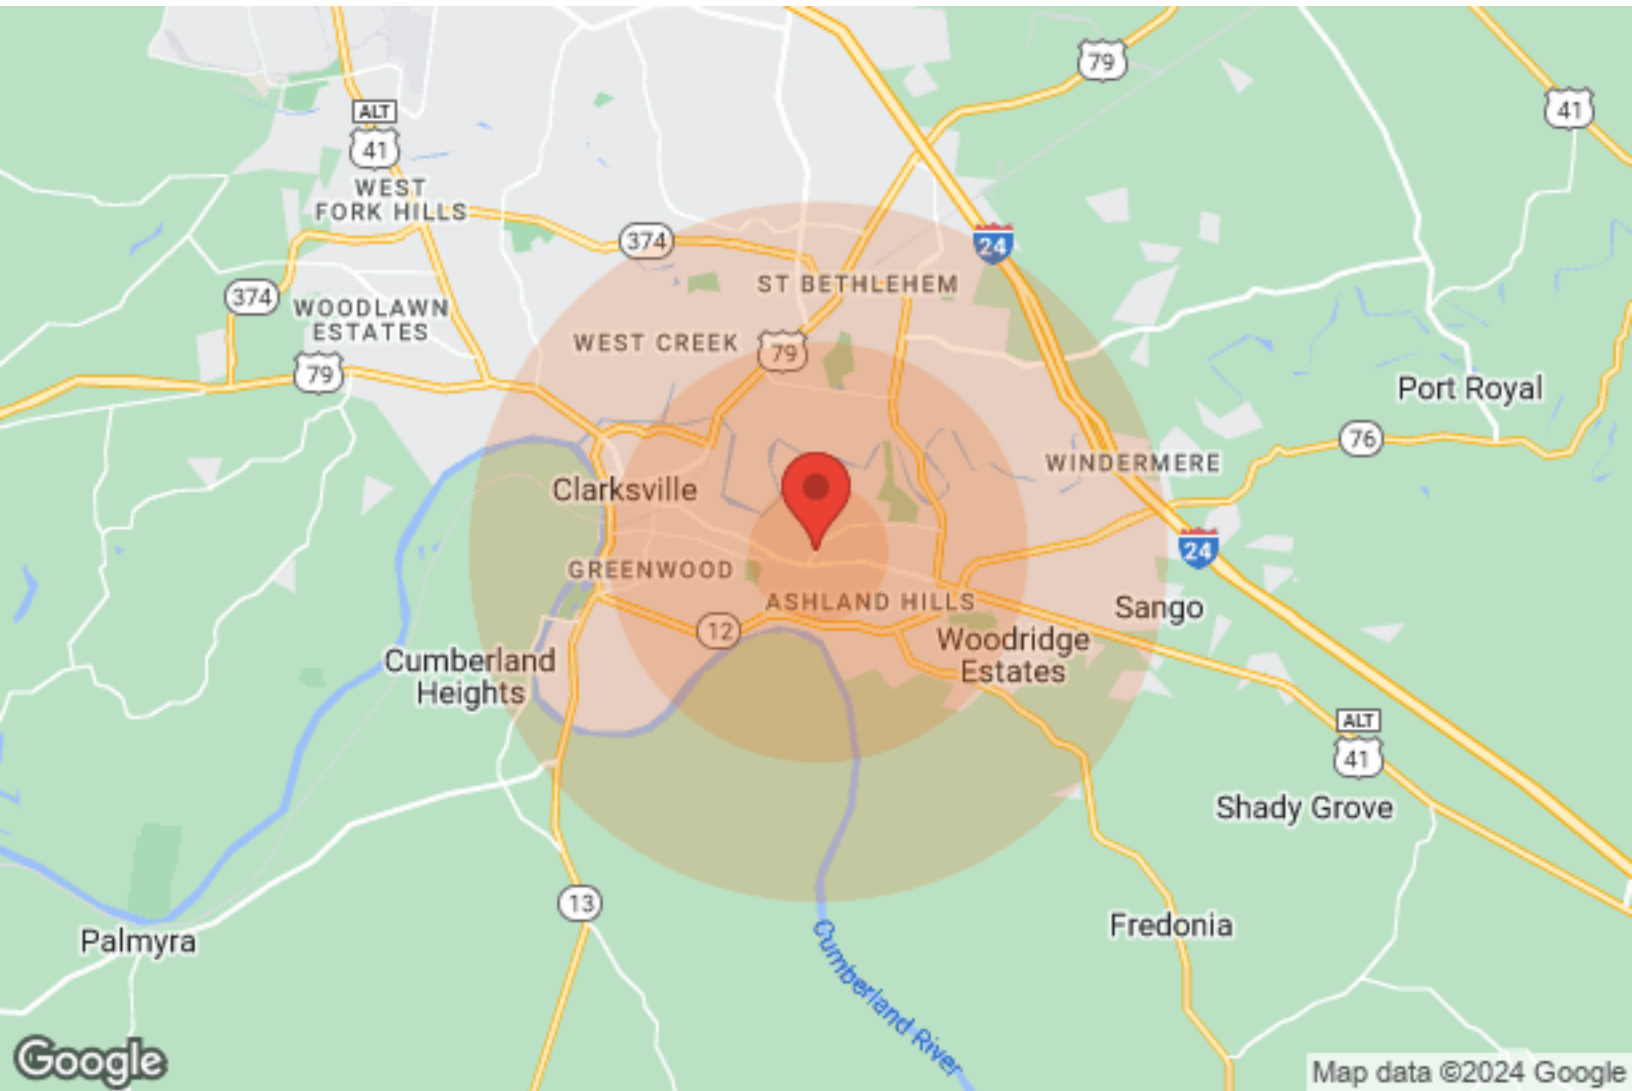 79
41
ALT
41
WEST
FORK HILLS
374
24
374
ST BETHLEHEM
WOODLAWN
ESTATES
WEST CREEK
79
79
Port Royal
76
WINDERMERE
Clarksville
24
GREENWOOD
ASHLAND HILLS
Sango
12
Woodridge
Estates
Cumberland
Heights
ALT
41
Shady Grove
13
Fredonia
Palmyra
Cumberland River
Google
Map data ©2024 Google